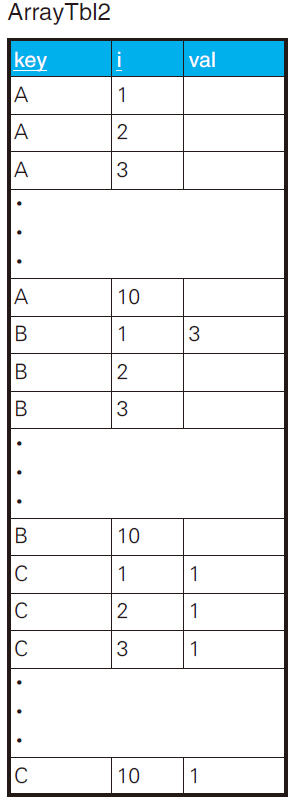 ArrayTbl2
key i val
A 1
A 2
A 3
・
・
・
A 10
B 1 3
B 2
B 3
・
・
・
B 10
C 1 1
C 2 1
C 3 1
・
・
・
C 10 1